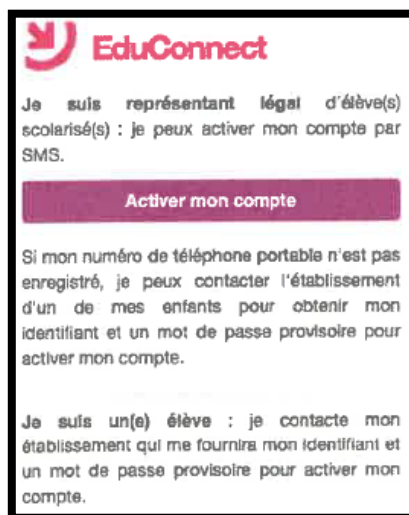 EduConnect
Je suis représentant légal d'élève(s)
scolarisé(s) : je peux activer mon compte par
SMS.
Activer mon compte
Si mon numéro de téléphone portable n'est pas
enregistré, je peux contacter l'établissement
d'un de mes enfants pour obtenir mon
identifiant et un mot de passe provisoire pour
activer mon compte.
Je suis un(e) élève : je contacte mon
établissement qui me fournira mon identifiant et
un mot de passe provisoire pour activer mon
compte.